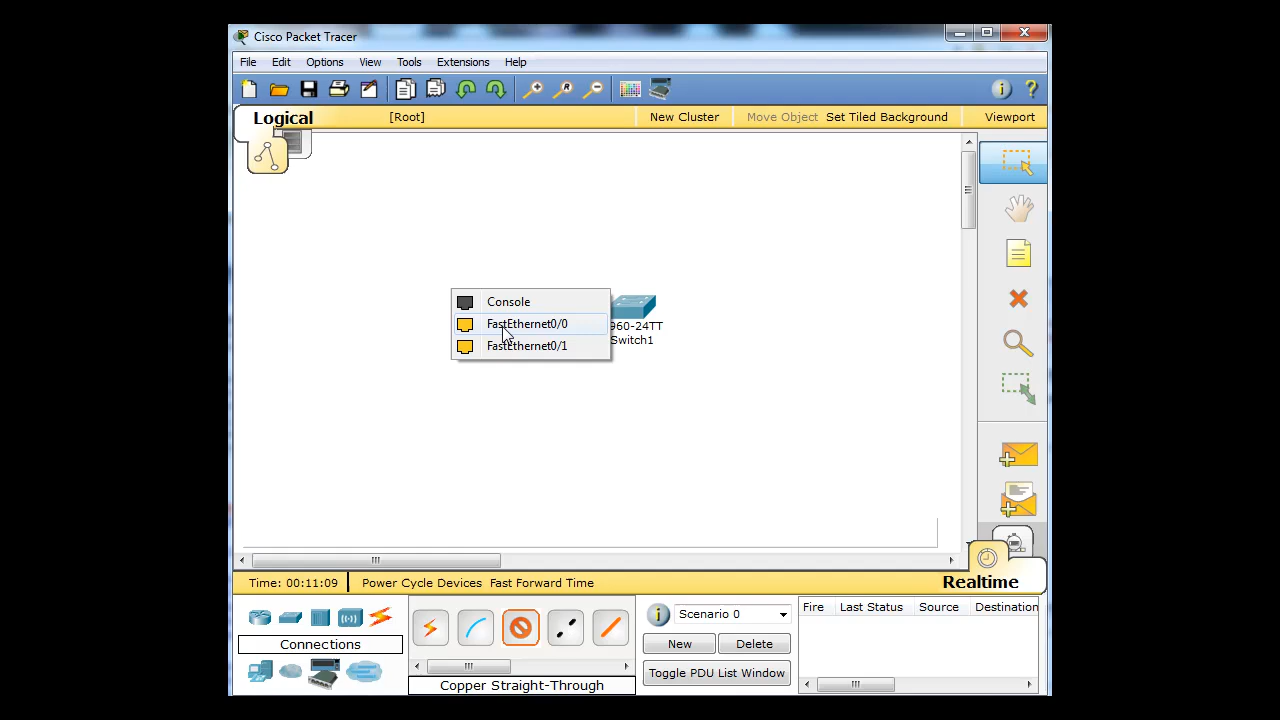 Cisco Packet Tracer
File Edit Options View Tools Extensions Help
Logical [Root] New Cluster Move Object Set Tiled Background Viewport
Console
FastEthernet0/0
FastEthernet0/1
960-24TT
Switch1
Time: 00:11:09 Power Cycle Devices Fast Forward Time Realtime
Connections
Copper Straight-Through
Scenario 0
New Delete
Toggle PDU List Window
Fire Last Status Source Destination